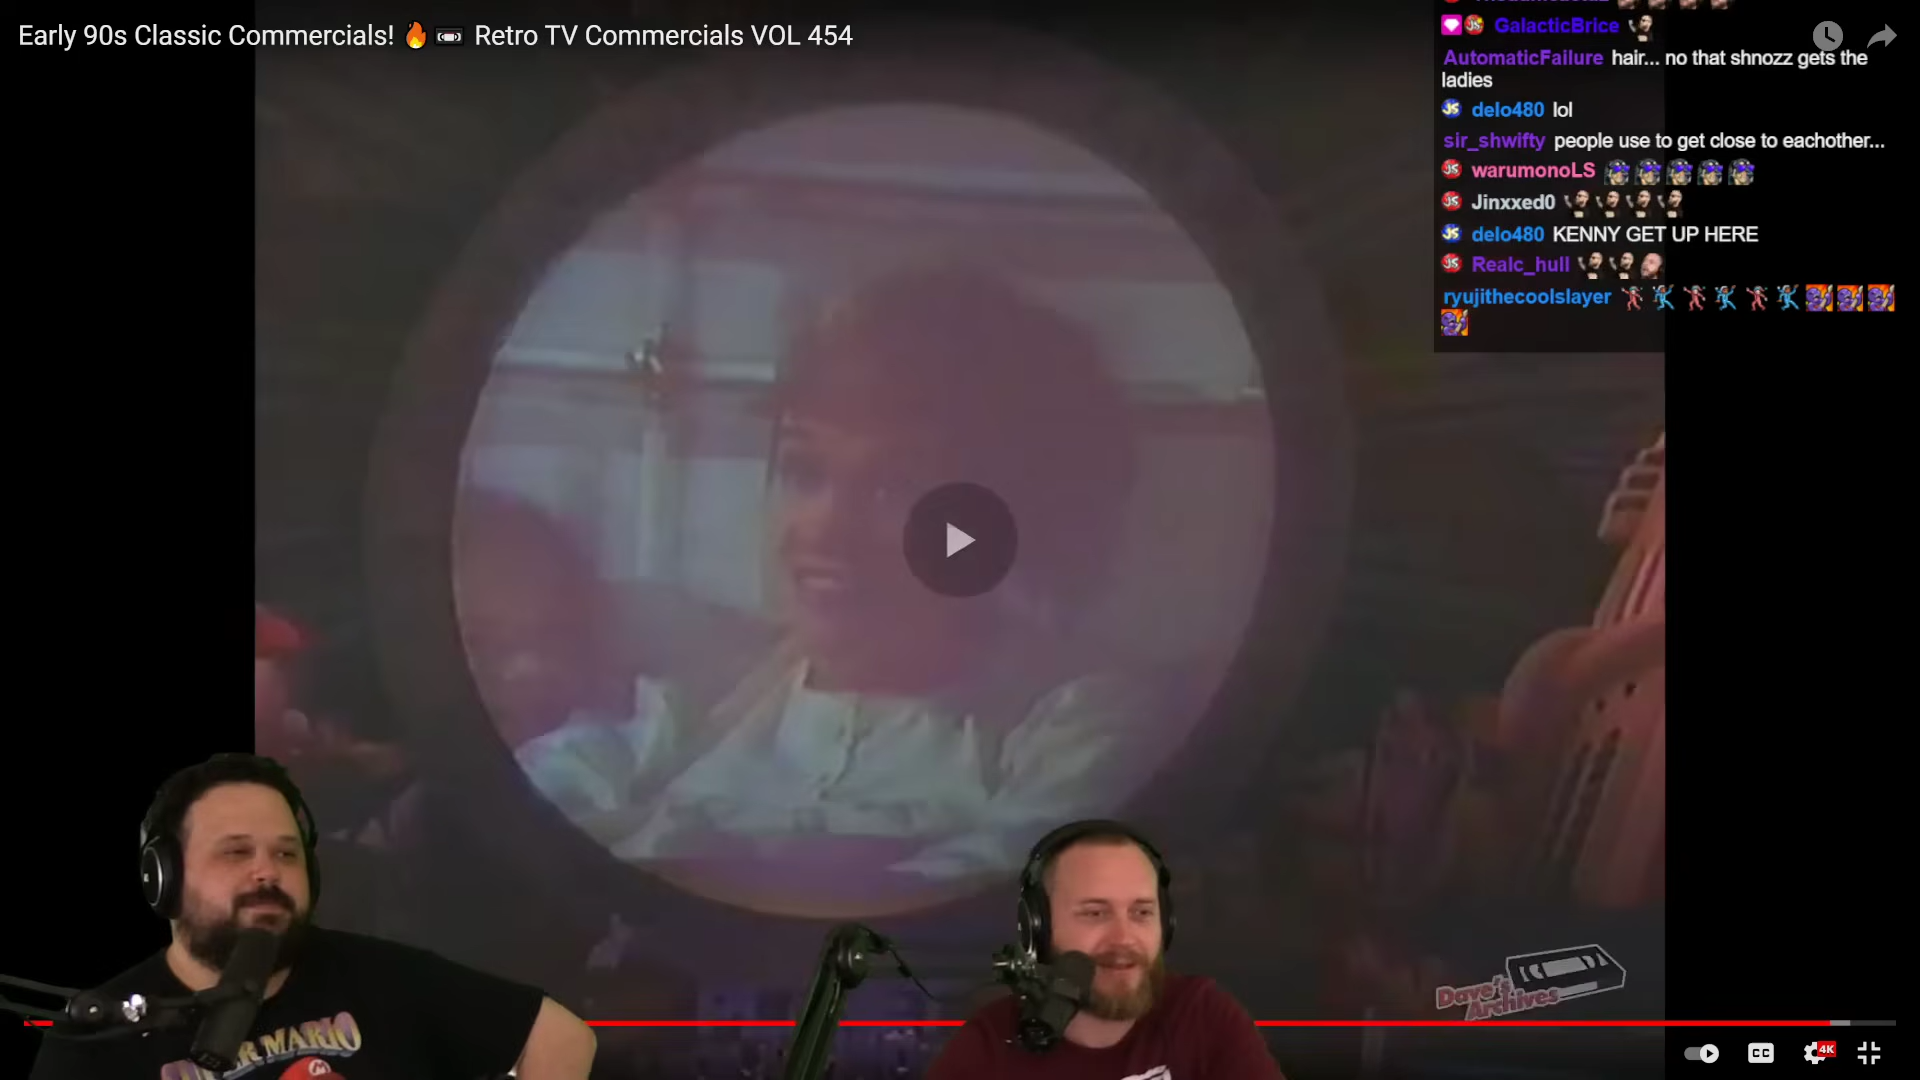 Early 90s Classic Commercials! 🔥📼 Retro TV Commercials VOL 454
GalacticBrice
AutomaticFailure hair... no that shnozz gets the
ladies
delo480 lol
sir_shwifty people use to get close to eachother...
warumonoLS
Jinxxed0
delo480 KENNY GET UP HERE
Realc_hull
ryujithecoolslayer
Dave's
Archives
MARIO
CC
4K